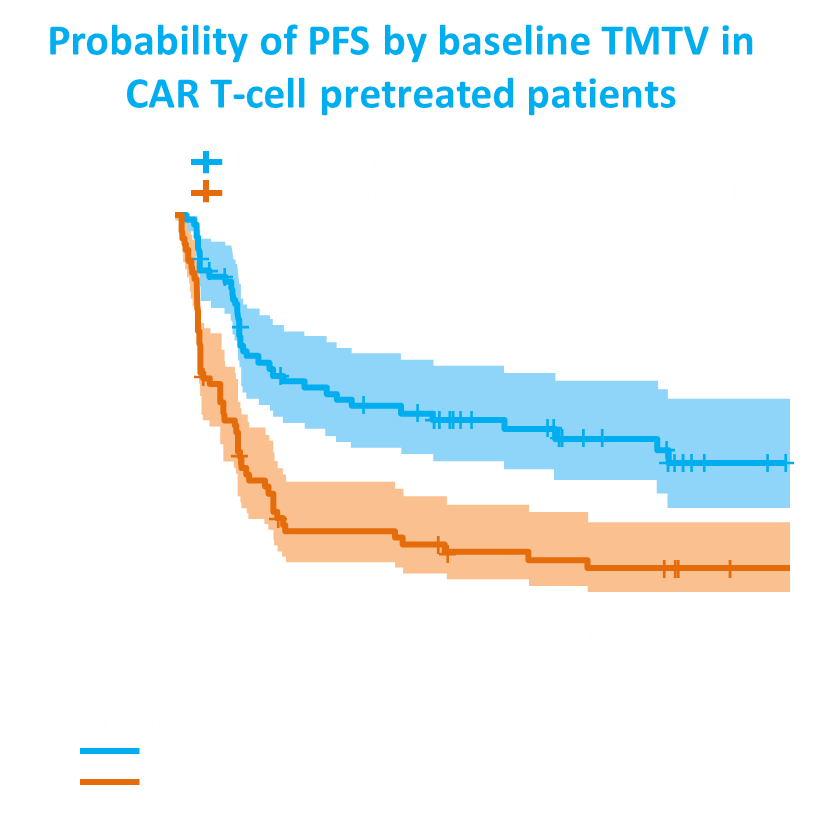 Probability of PFS by baseline TMTV in
CAR T-cell pretreated patients